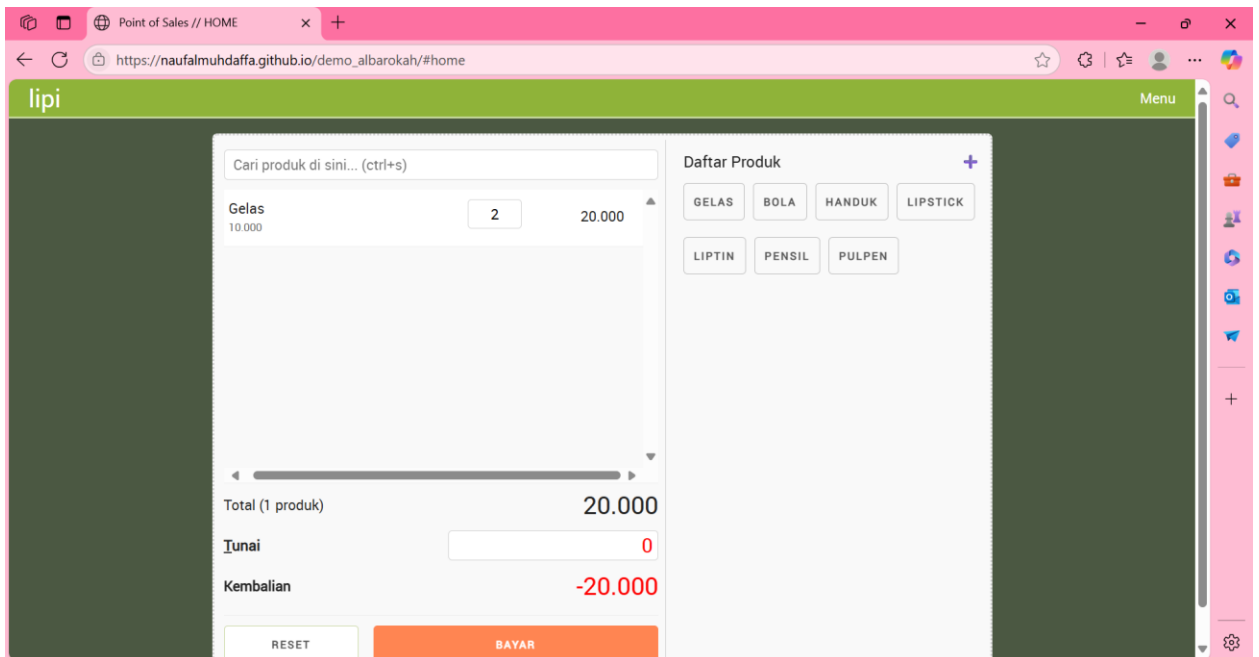 Point of Sales // HOME
https://naufalmuhdaffa.github.io/demo_albarokah/#home
lipi
Menu
Cari produk di sini... (ctrl+s)
Gelas
10.000
2
20.000
Total (1 produk)
20.000
Tunai
0
Kembalian
-20.000
RESET
BAYAR
Daftar Produk
GELAS BOLA HANDUK LIPSTICK
LIPTIN PENSIL PULPEN